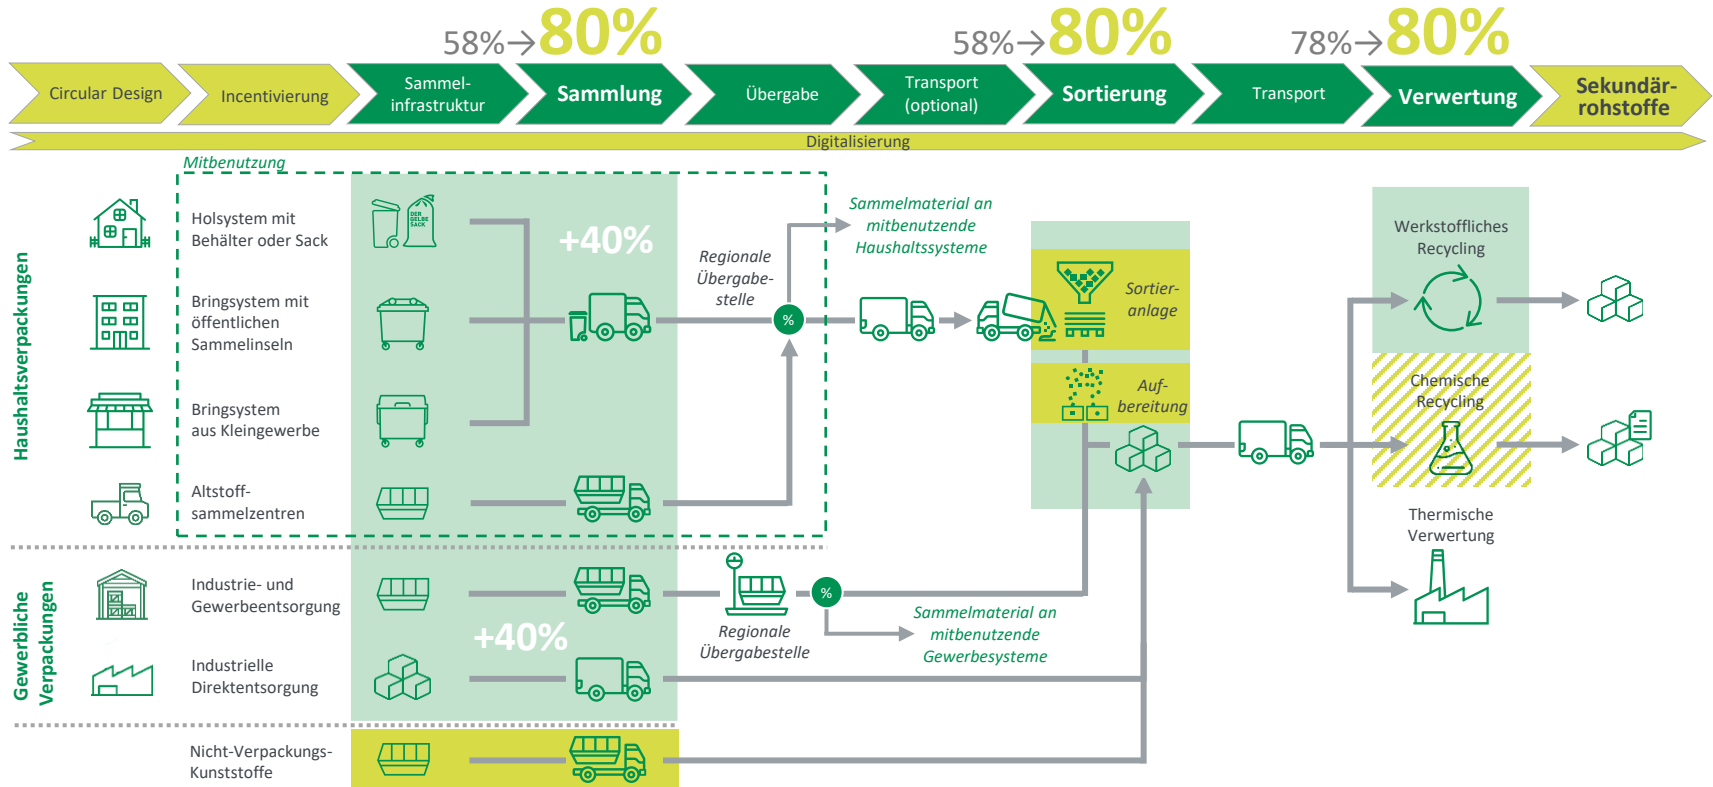 58%→80%
58%→80%
78%→80%
Circular Design
Incentivierung
Sammel-
infrastruktur
Sammlung
Übergabe
Transport
(optional)
Sortierung
Transport
Verwertung
Sekundär-
rohstoffe
Digitalisierung
Mitbenutzung
Haushaltsverpackungen
Holsystem mit
Behälter oder Sack
DER
GELBE
SACK
+40%
Bringsystem mit
öffentlichen
Sammelinseln
Bringsystem
aus Kleingewerbe
Altstoff-
sammelzentren
Regionale
Übergabe-
stelle
%
Sammelmaterial an
mitbenutzende
Haushaltssysteme
Sortier-
anlage
Auf-
bereitung
Werkstoffliches
Recycling
Chemische
Recycling
Thermische
Verwertung
Gewerbliche
Verpackungen
Industrie- und
Gewerbeentsorgung
+40%
Industrielle
Direktentsorgung
Regionale
Übergabestelle
%
Sammelmaterial an
mitbenutzende
Gewerbesysteme
Nicht-Verpackungs-
Kunststoffe